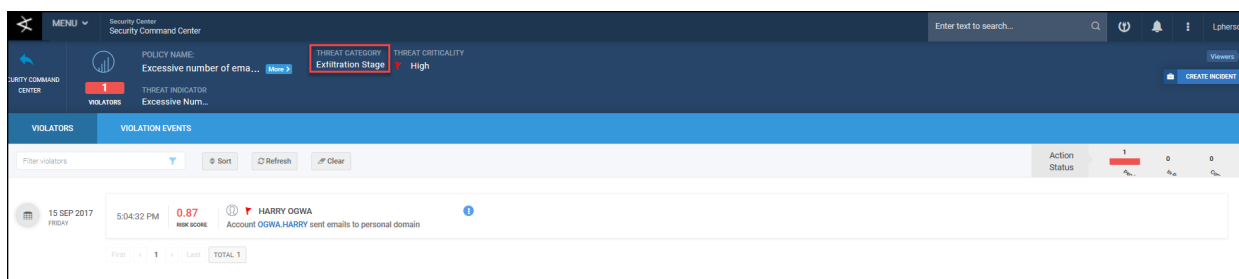 MENU
Security Center
Security Command Center
Enter text to search...
Lpherso
URITY COMMAND
CENTER
1
VIOLATORS
POLICY NAME:
Excessive number of ema... More >
THREAT INDICATOR
Excessive Num...
THREAT CATEGORY
Exfiltration Stage
THREAT CRITICALITY
High
Viewers
CREATE INCIDENT
VIOLATORS
VIOLATION EVENTS
Filter violators
Sort
Refresh
Clear
Action
Status
1
Pen...
0
0
15 SEP 2017
FRIDAY
5:04:32 PM
0.87
RISK SCORE
HARRY OGWA
Account OGWA.HARRY sent emails to personal domain
First ‹ 1 › Last TOTAL 1